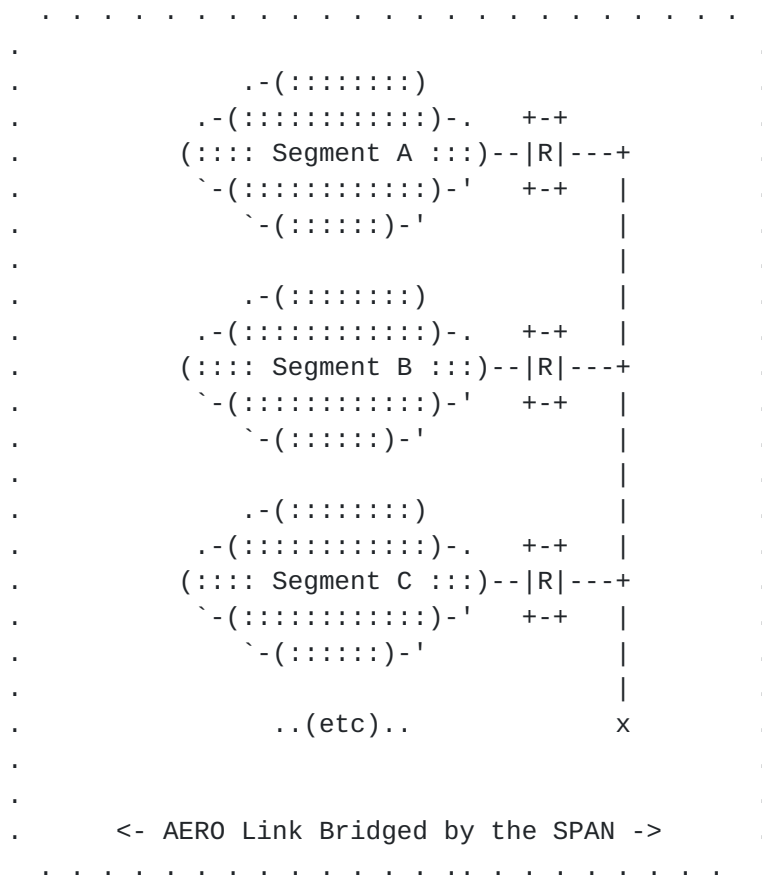 . . . . . . . . . . . . . . . . . . . . . . .
.                                                .
.               .-(::::::::)                     .
.            .-(::::::::::::)-.   +-+            .
.           (:::: Segment A :::)--|R|---+        .
.            `-(::::::::::::)-'   +-+   |        .
.               `-(::::::)-'            |        .
.                                       |        .
.               .-(::::::::)            |        .
.            .-(::::::::::::)-.   +-+   |        .
.           (:::: Segment B :::)--|R|---+        .
.            `-(::::::::::::)-'   +-+   |        .
.               `-(::::::)-'            |        .
.                                       |        .
.               .-(::::::::)            |        .
.            .-(::::::::::::)-.   +-+   |        .
.           (:::: Segment C :::)--|R|---+        .
.            `-(::::::::::::)-'   +-+   |        .
.               `-(::::::)-'            |        .
.                                       |        .
.                 ..(etc)..             x        .
.                                                .
.                                                .
.       <- AERO Link Bridged by the SPAN ->      .
. . . . . . . . . . . . . .. . . . . . . . .